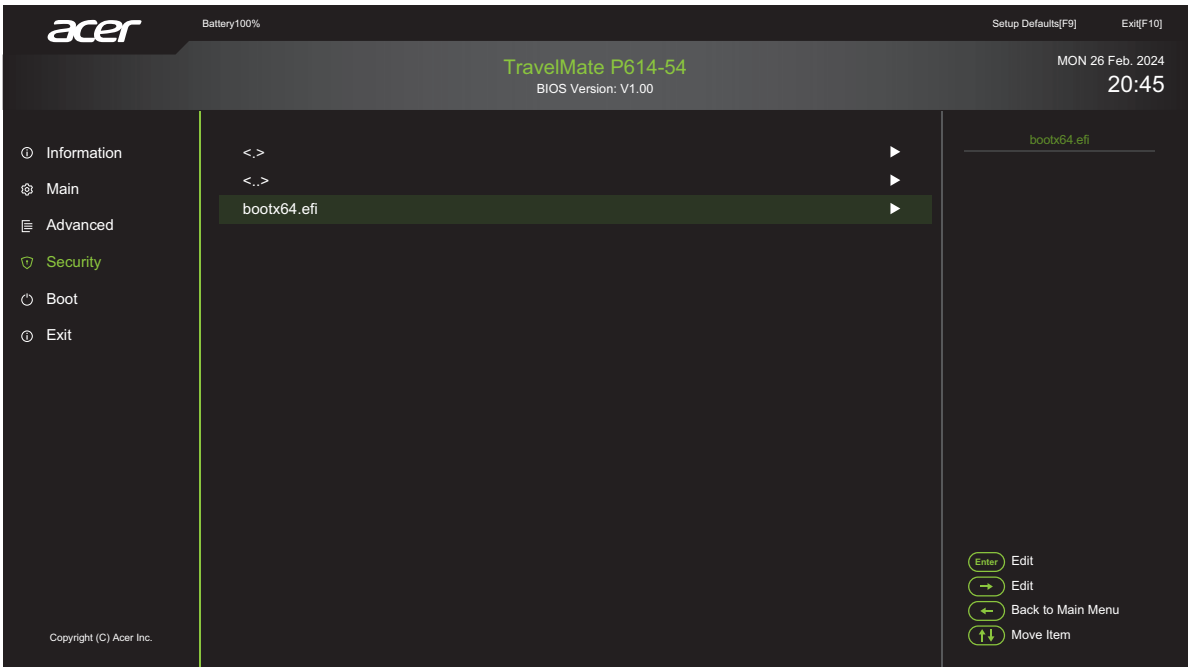 acer
Battery100%
Setup Defaults[F9]
Exit[F10]
TravelMate P614-54
BIOS Version: V1.00
MON 26 Feb. 2024
20:45
Information
Main
Advanced
Security
Boot
Exit
<.>
<..>
bootx64.efi
bootx64.efi
Enter Edit
Edit
Back to Main Menu
Move Item
Copyright (C) Acer Inc.